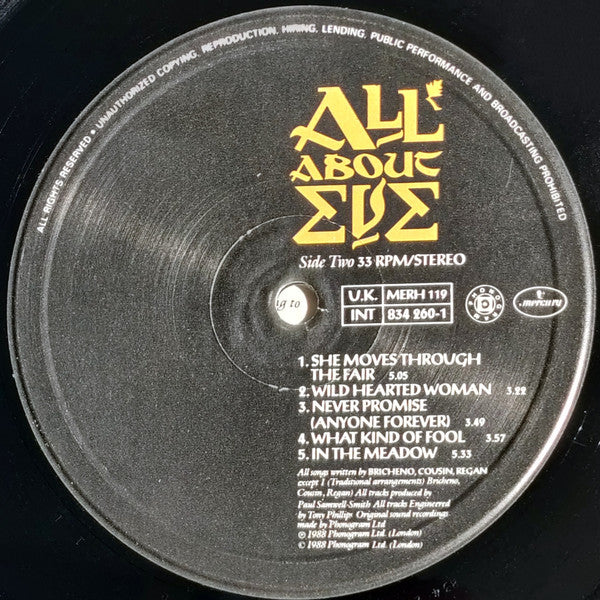 ALL RIGHTS RESERVED • UNAUTHORIZED COPYING, REPRODUCTION, HIRING, LENDING, PUBLIC PERFORMANCE AND BROADCASTING PROHIBITED
ALL
ABOUT
EVE
Side Two 33 RPM/STEREO
ig to
U.K. MERH 119
INT 834 260-1
PHONOGRAM
mercury
1. SHE MOVES THROUGH
THE FAIR 5.05
2. WILD HEARTED WOMAN 3.22
3. NEVER PROMISE
(ANYONE FOREVER) 3.49
4. WHAT KIND OF FOOL 3.57
5. IN THE MEADOW 5.33
All songs written by BRICHENO, COUSIN, REGAN
except 1 (Traditional arrangements) Bricheno,
Cousin, Regan) All tracks produced by
Paul Samwell-Smith All tracks Engineered
by Tony Phillips Original sound recordings
made by Phonogram Ltd
℗ 1988 Phonogram Ltd. (London)
© 1988 Phonogram Ltd. (London)